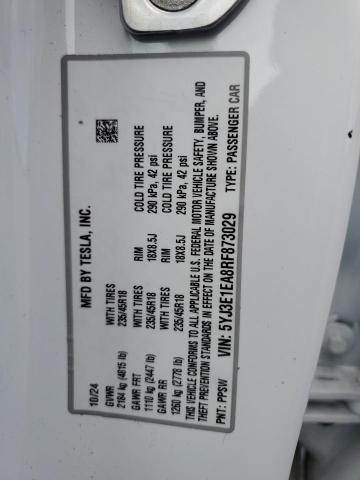 MFD BY TESLA, INC.
10/24
GVWR
2184 kg (4815 lb)
GAWR FRT WITH TIRES RIM COLD TIRE PRESSURE
1110 kg (2447 lb) 235/45R18 18X8.5J 290 kPa, 42 psi
GAWR RR WITH TIRES RIM COLD TIRE PRESSURE
1260 kg (2778 lb) 235/45R18 18X8.5J 290 kPa, 42 psi
THIS VEHICLE CONFORMS TO ALL APPLICABLE U.S. FEDERAL MOTOR VEHICLE SAFETY, BUMPER, AND
THEFT PREVENTION STANDARDS IN EFFECT ON THE DATE OF MANUFACTURE SHOWN ABOVE.
VIN: 5YJ3E1EA8RF873029 TYPE: PASSENGER CAR
PNT: PPSW